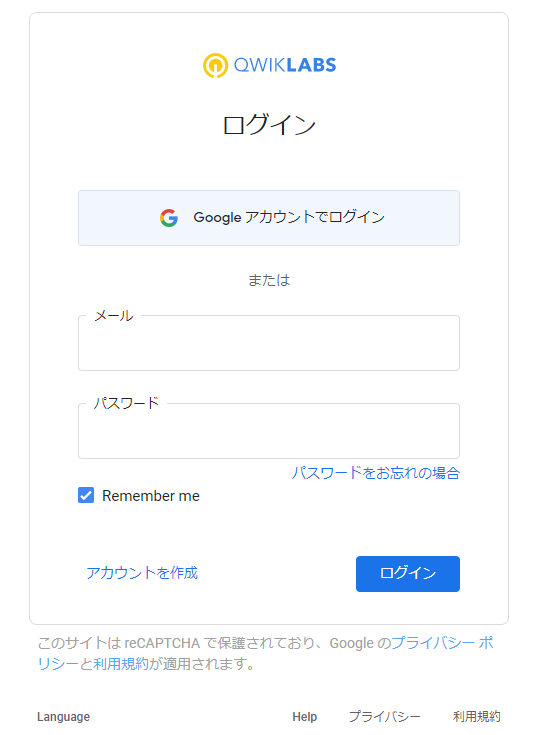 QWIKLABS
ログイン
Google アカウントでログイン
または
メール
パスワード
パスワードをお忘れの場合
Remember me
アカウントを作成
ログイン
このサイトは reCAPTCHA で保護されており、Google のプライバシー ポ
リシーと利用規約が適用されます。
Language
Help
プライバシー
利用規約